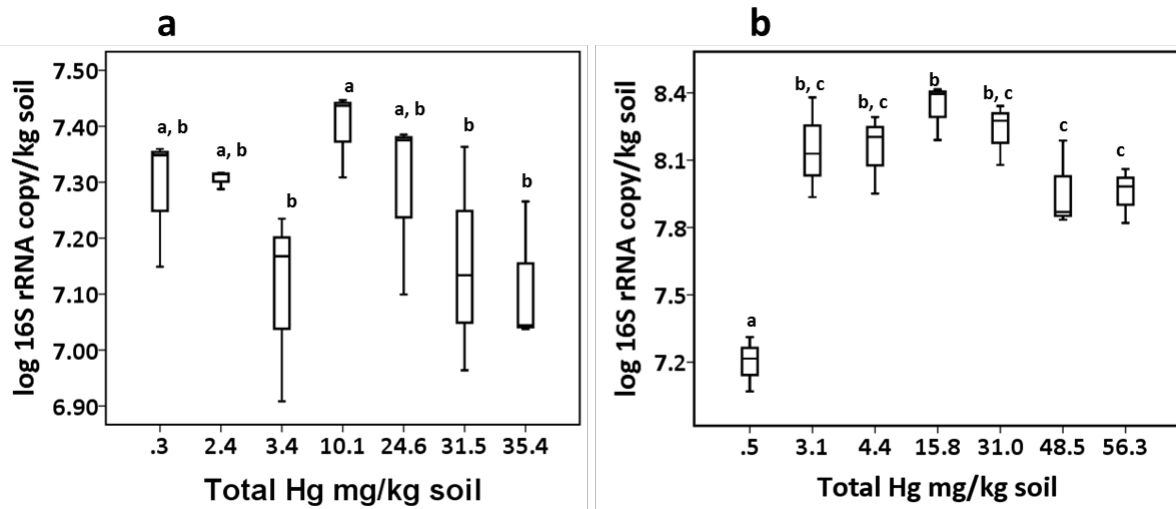 a
log 16S rRNA copy/kg soil
7.50
7.40
7.30
7.20
7.10
7.00
6.90
a, b
a, b
b
a
a, b
b
b
.3 2.4 3.4 10.1 24.6 31.5 35.4
Total Hg mg/kg soil
b
log 16S rRNA copy/kg soil
8.4
8.1
7.8
7.5
7.2
a
b, c
b, c
b
b, c
c
c
.5 3.1 4.4 15.8 31.0 48.5 56.3
Total Hg mg/kg soil